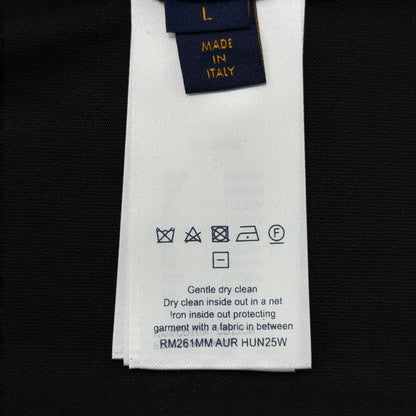 L
MADE
IN
ITALY
F
Gentle dry clean
Dry clean inside out in a net
Iron inside out protecting
garment with a fabric in between
RM261MM AUR HUN25W